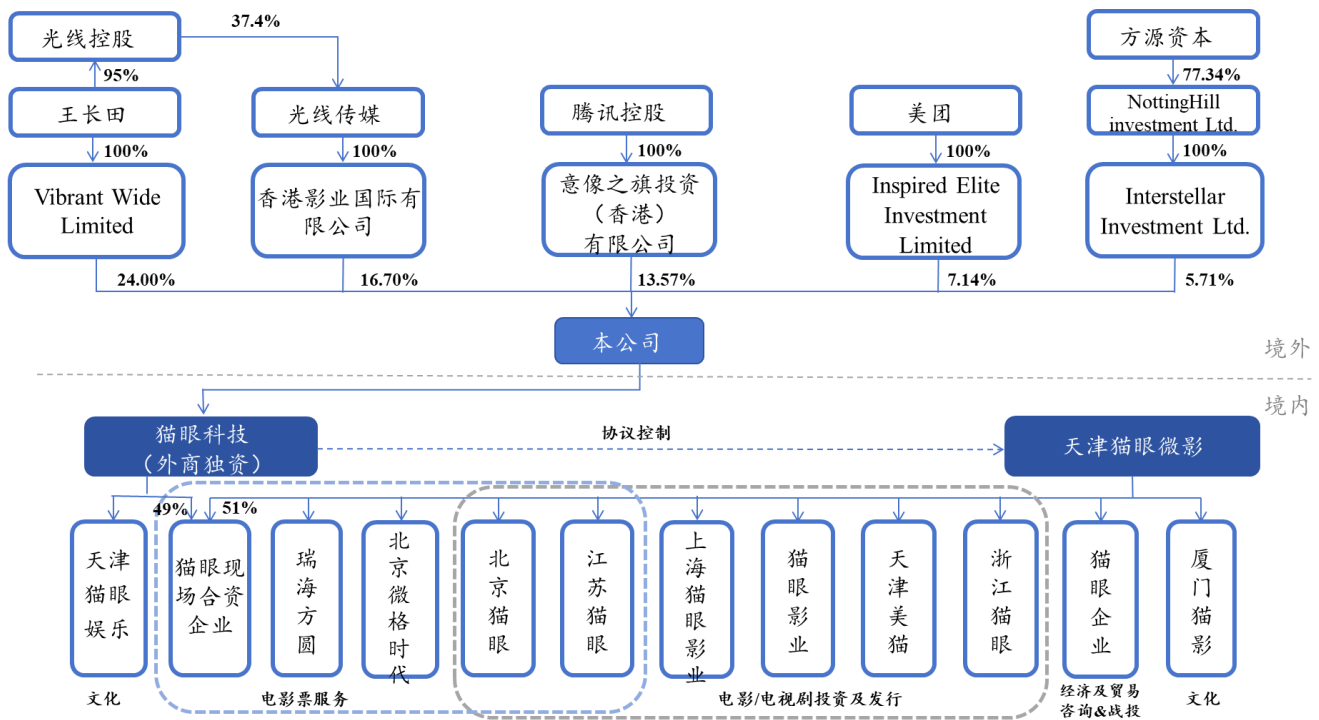 光线控股
37.4%
方源资本
95%
77.34%
王长田
光线传媒
腾讯控股
美团
NottingHill
investment Ltd.
100%
100%
100%
100%
100%
Vibrant Wide
Limited
香港影业国际有
限公司
意像之旗投资
（香港）
有限公司
Inspired Elite
Investment
Limited
Interstellar
Investment Ltd.
24.00%
16.70%
13.57%
7.14%
5.71%
本公司
境外
境内
猫眼科技
（外商独资）
协议控制
天津猫眼微影
49%
51%
天津
猫眼
娱乐
猫眼现
场合资
企业
瑞海方圆
北京微格时代
北京猫眼
江苏猫眼
上海猫眼影业
猫眼影业
天津美猫
浙江猫眼
猫眼企业
厦门猫影
文化
电影票服务
电影/电视剧投资及发行
经济及贸易
咨询&战投
文化